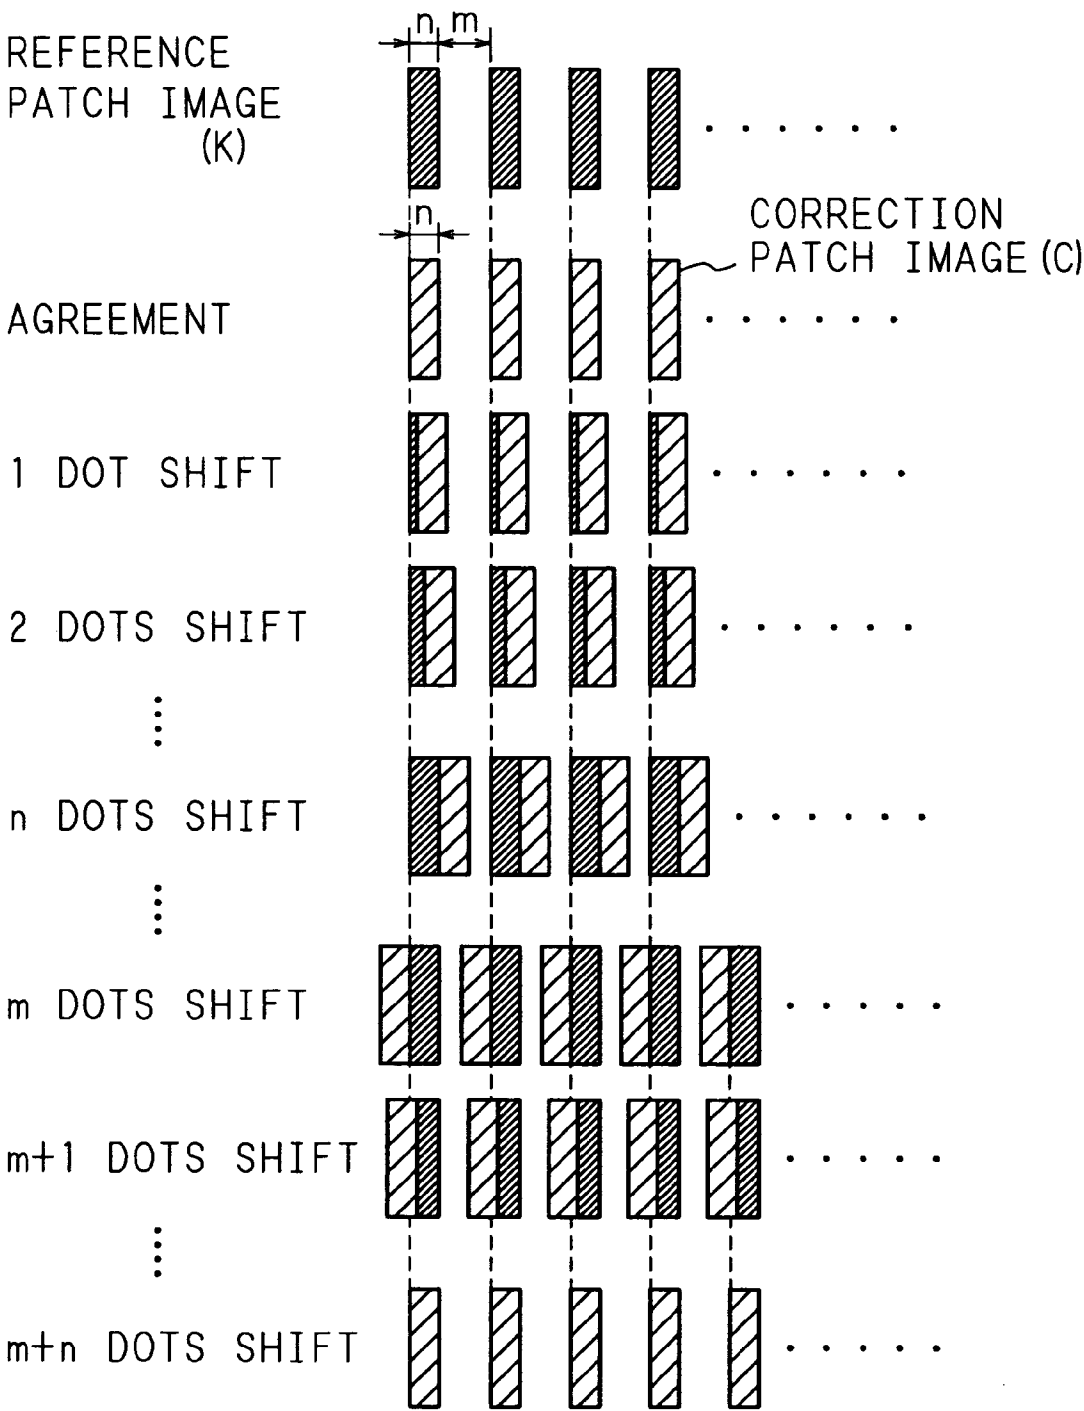 n m
REFERENCE
PATCH IMAGE
(K)
n
CORRECTION
PATCH IMAGE (C)
AGREEMENT
1 DOT SHIFT
2 DOTS SHIFT
n DOTS SHIFT
m DOTS SHIFT
m+1 DOTS SHIFT
m+n DOTS SHIFT